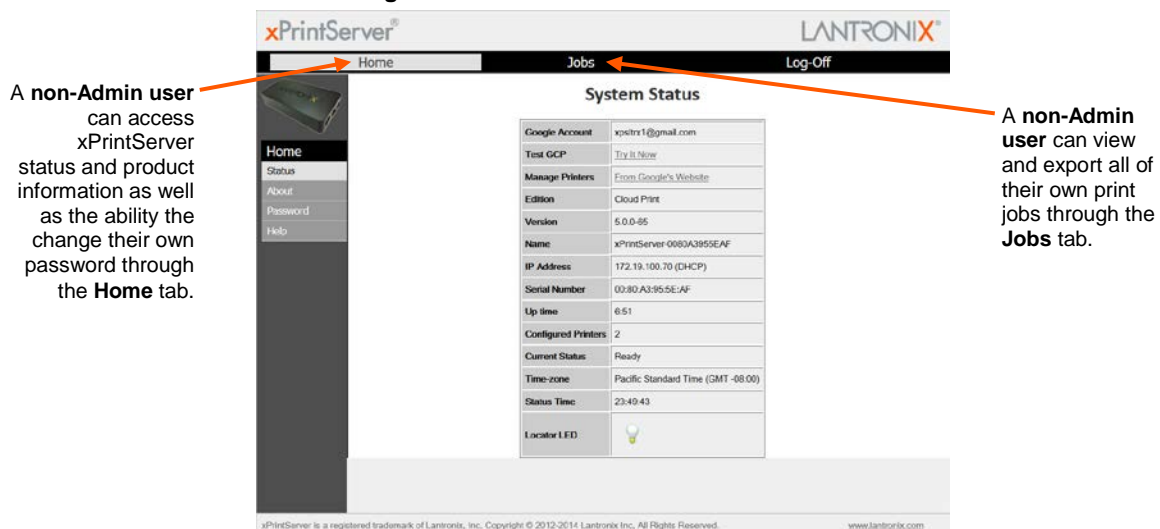 xPrintServer®
LANTRONIX®
Home Jobs Log-Off
A non-Admin user
can access
xPrintServer
status and product
information as well
as the ability the
change their own
password through
the Home tab.
Home
Status
About
Password
Help
System Status
Google Account xpsltrx1@gmail.com
Test GCP Try It Now
Manage Printers From Google's Website
Edition Cloud Print
Version 5.0.0-65
Name xPrintServer-0080A3955EAF
IP Address 172.19.100.70 (DHCP)
Serial Number 00:80:A3:95:5E:AF
Up time 6:51
Configured Printers 2
Current Status Ready
Time-zone Pacific Standard Time (GMT -08:00)
Status Time 23:49:43
Locator LED
A non-Admin
user can view
and export all of
their own print
jobs through the
Jobs tab.
xPrintServer is a registered trademark of Lantronix, Inc. Copyright © 2012-2014 Lantronix Inc, All Rights Reserved. www.lantronix.com